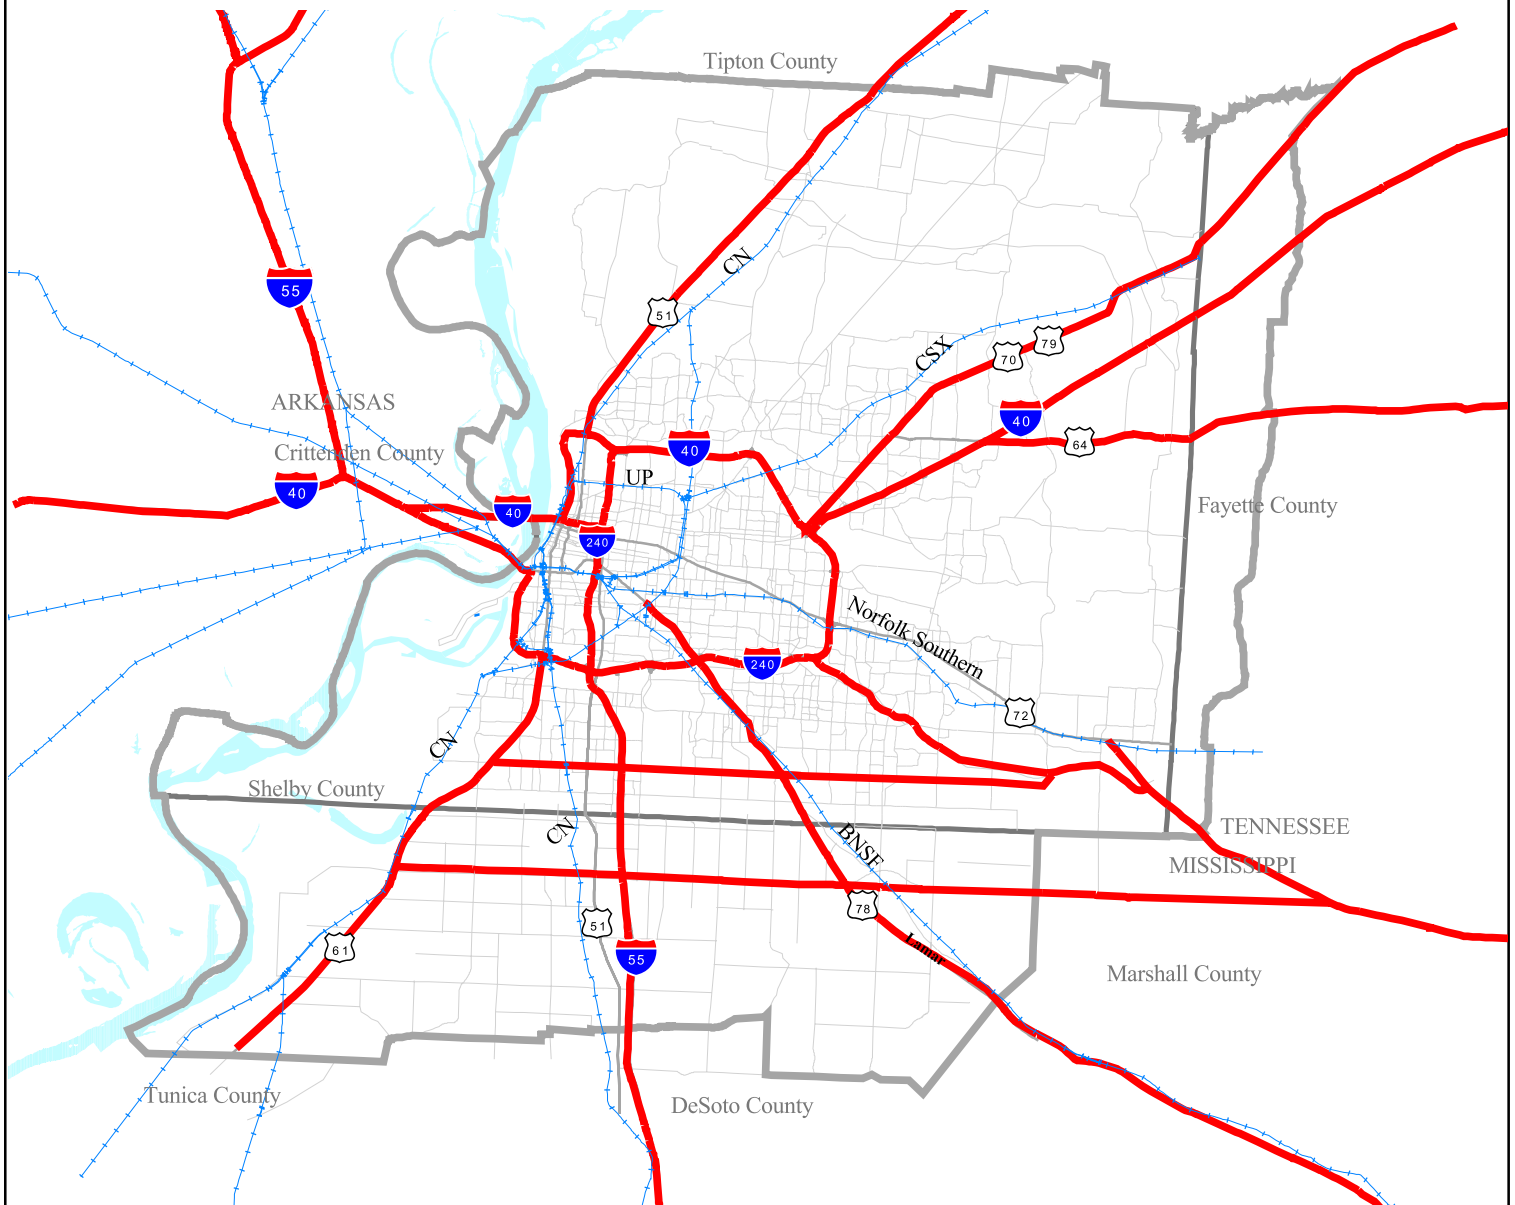 Tipton County
CN
55
51
CSX
79
70
ARKANSAS
40
64
Crittenden County
40
UP
40
Fayette County
40
240
Norfolk Southern
240
72
CN
Shelby County
CN
BNSF
TENNESSEE
MISSISSIPPI
78
51
61
Lamar
55
Marshall County
Tunica County
DeSoto County